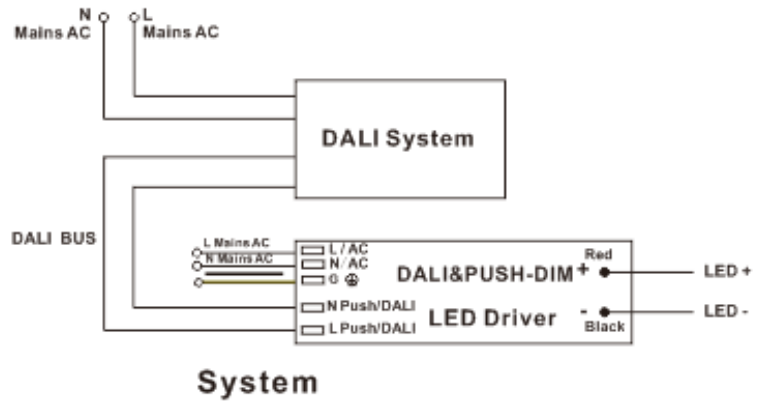 N L
Mains AC Mains AC
DALI System
DALI BUS
L Mains AC
N Mains AC
L / AC
N/AC
G
N Push/DALI
L Push/DALI
DALI&PUSH-DIM
LED Driver
Red
+
-
Black
LED +
LED -
System